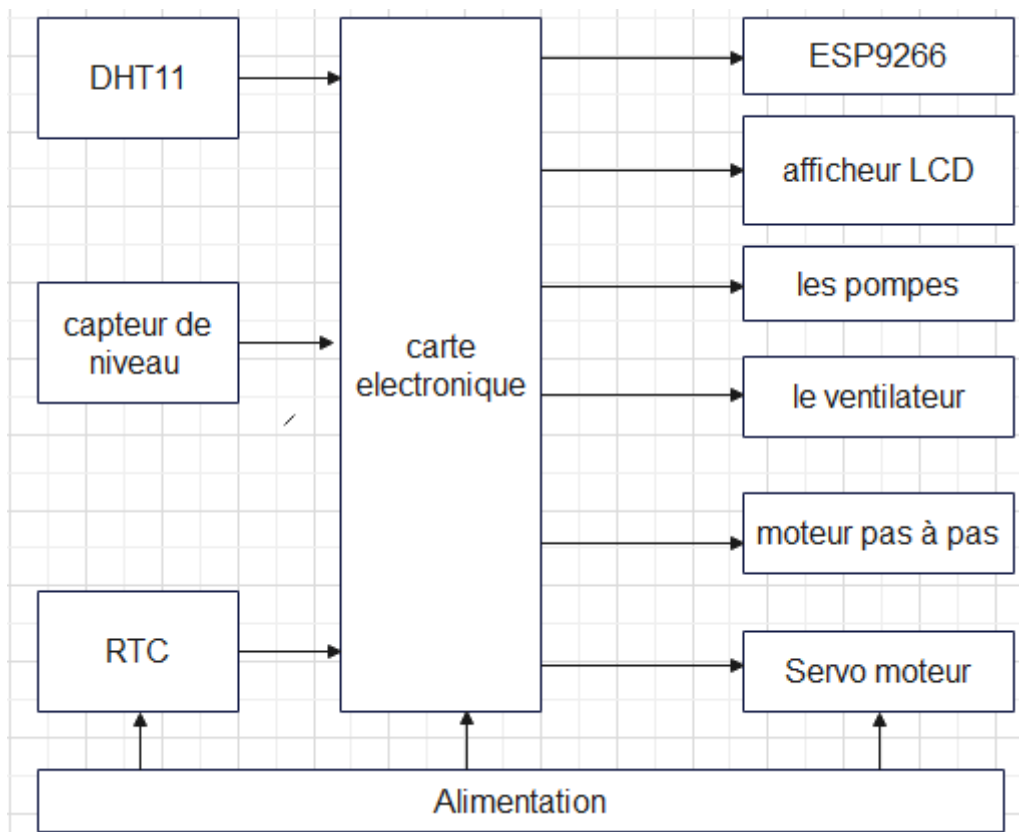 DHT11
capteur de
niveau
RTC
carte
electronique
ESP9266
afficheur LCD
les pompes
le ventilateur
moteur pas à pas
Servo moteur
Alimentation